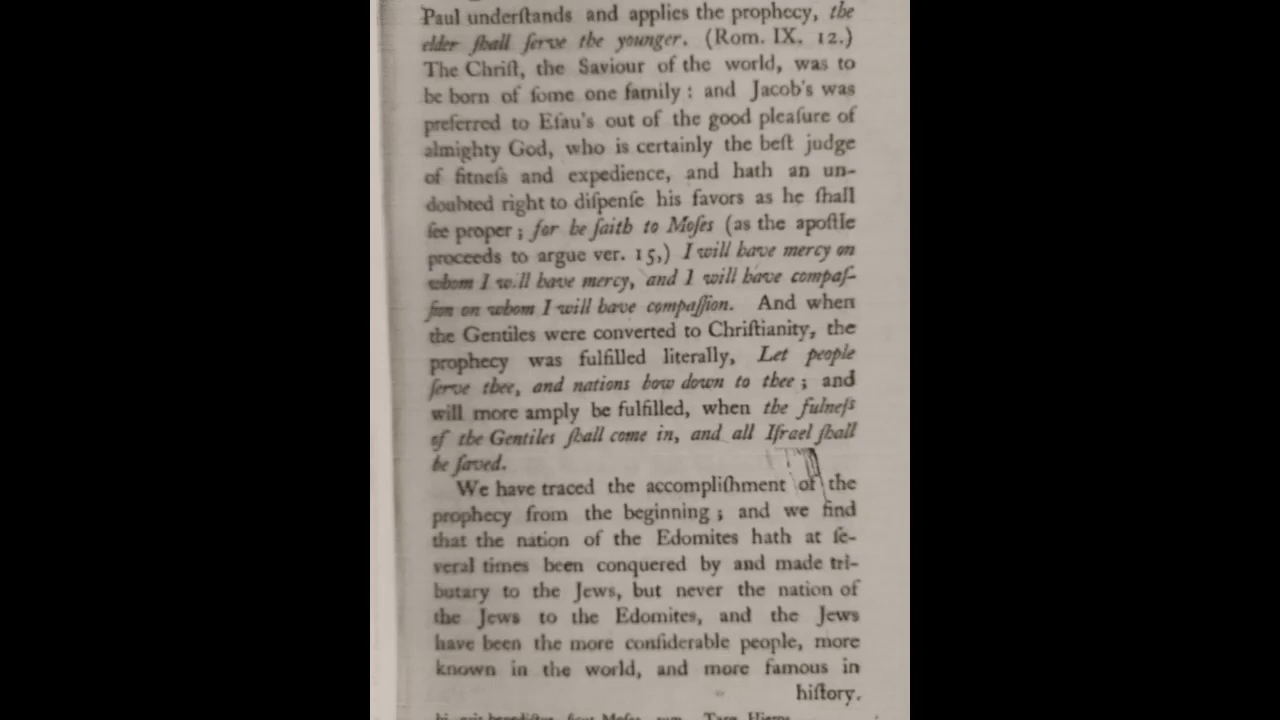 Paul underſtands and applies the prophecy, the
elder ſhall ſerve the younger. (Rom. IX. 12.)
The Chriſt, the Saviour of the world, was to
be born of ſome one family : and Jacob's was
preferred to Eſau's out of the good pleaſure of
almighty God, who is certainly the beſt judge
of fitneſs and expedience, and hath an un-
doubted right to diſpenſe his favors as he ſhall
ſee proper ; for he ſaith to Moſes (as the apoſtle
proceeds to argue ver. 15,) I will have mercy on
whom I will have mercy, and I will have compaſ-
ſion on whom I will have compaſſion. And when
the Gentiles were converted to Chriſtianity, the
prophecy was fulfilled literally, Let people
ſerve thee, and nations bow down to thee ; and
will more amply be fulfilled, when the fulneſs
of the Gentiles ſhall come in, and all Iſrael ſhall
be ſaved.
We have traced the accompliſhment of the
prophecy from the beginning ; and we find
that the nation of the Edomites hath at ſe-
veral times been conquered by and made tri-
butary to the Jews, but never the nation of
the Jews to the Edomites, and the Jews
have been the more conſiderable people, more
known in the world, and more famous in
hiſtory.